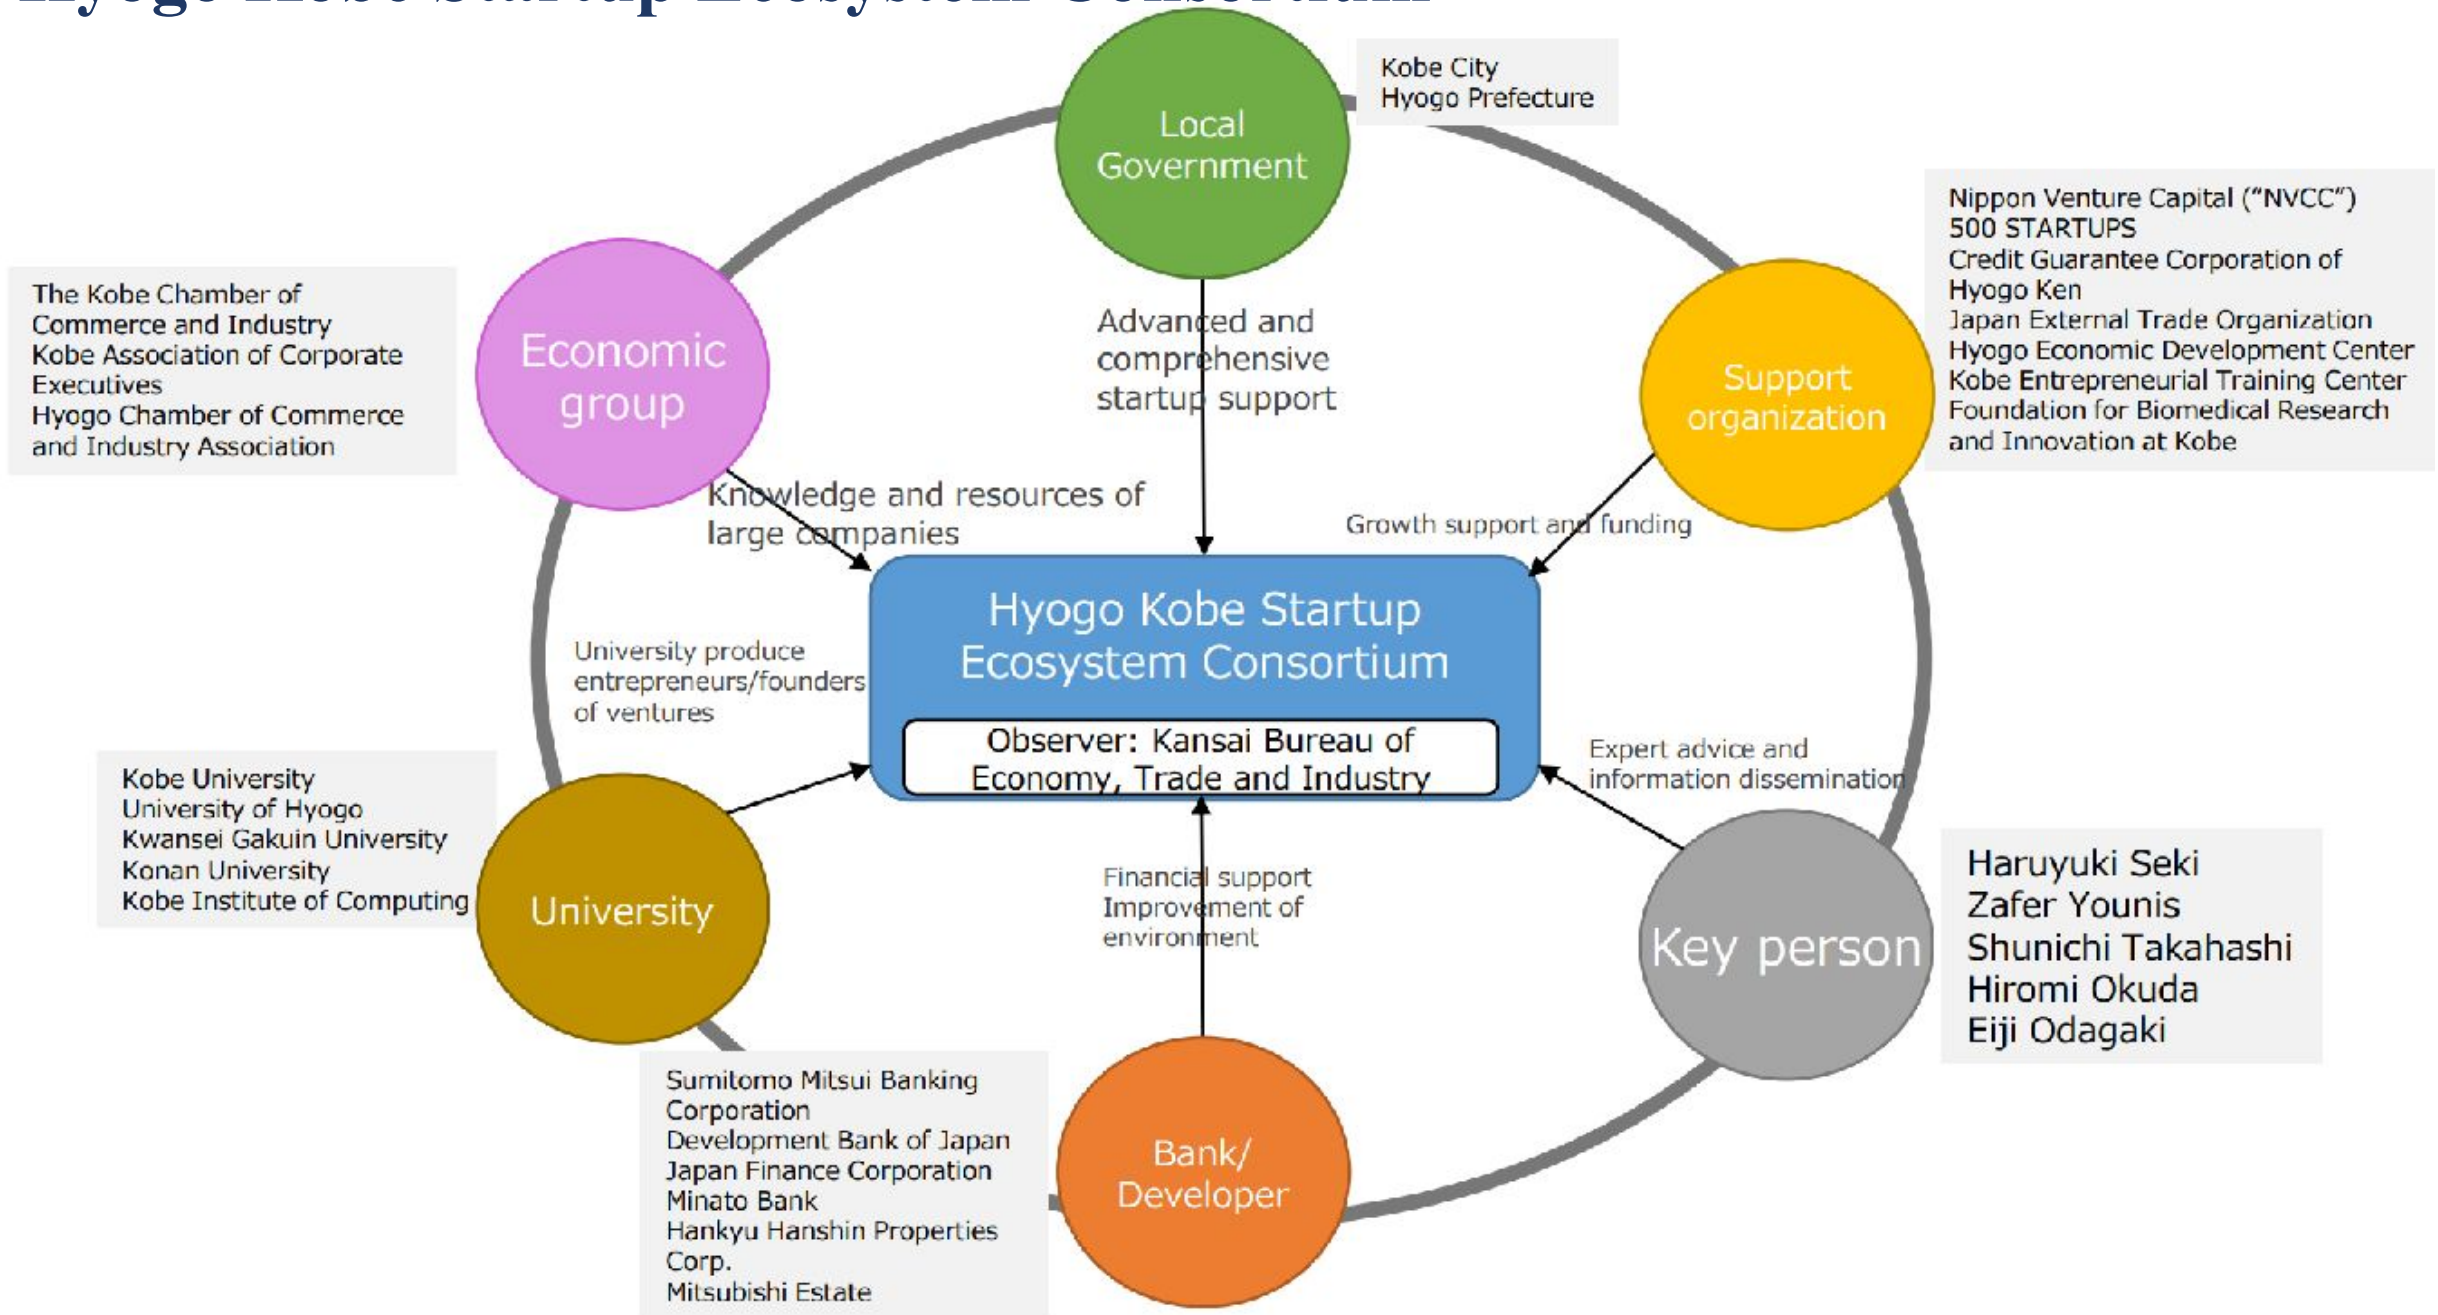 Hyogo Kobe Startup Ecosystem Consortium
Local
Government
Kobe City
Hyogo Prefecture
Nippon Venture Capital (“NVCC”)
500 STARTUPS
Credit Guarantee Corporation of
Hyogo Ken
Japan External Trade Organization
Hyogo Economic Development Center
Kobe Entrepreneurial Training Center
Foundation for Biomedical Research
and Innovation at Kobe
Support
organization
The Kobe Chamber of
Commerce and Industry
Kobe Association of Corporate
Executives
Hyogo Chamber of Commerce
and Industry Association
Economic
group
Advanced and
comprehensive
startup support
Knowledge and resources of
large companies
Growth support and funding
Hyogo Kobe Startup
Ecosystem Consortium
Observer: Kansai Bureau of
Economy, Trade and Industry
University produce
entrepreneurs/founders
of ventures
Expert advice and
information dissemination
Kobe University
University of Hyogo
Kwansei Gakuin University
Konan University
Kobe Institute of Computing
University
Financial support
Improvement of
environment
Key person
Haruyuki Seki
Zafer Younis
Shunichi Takahashi
Hiromi Okuda
Eiji Odagaki
Sumitomo Mitsui Banking
Corporation
Development Bank of Japan
Japan Finance Corporation
Minato Bank
Hankyu Hanshin Properties
Corp.
Mitsubishi Estate
Bank/
Developer